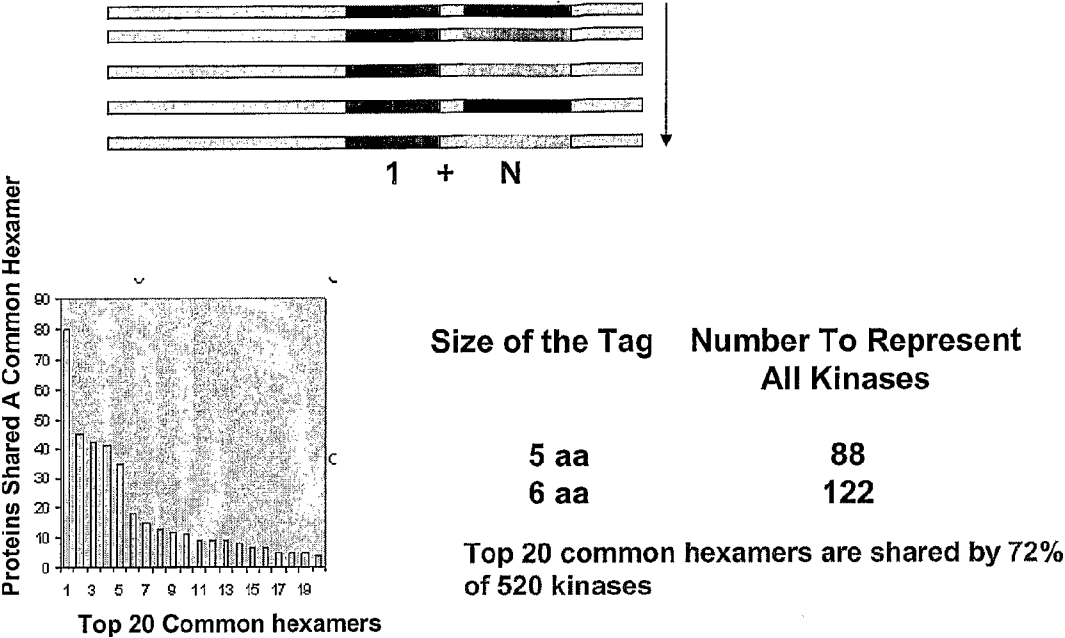 1 + N
Proteins Shared A Common Hexamer
90
80
70
60
50
40
30
20
10
0
1 3 5 7 9 11 13 15 17 19
Top 20 Common hexamers
Size of the Tag Number To Represent
All Kinases
5 aa 88
6 aa 122
Top 20 common hexamers are shared by 72%
of 520 kinases